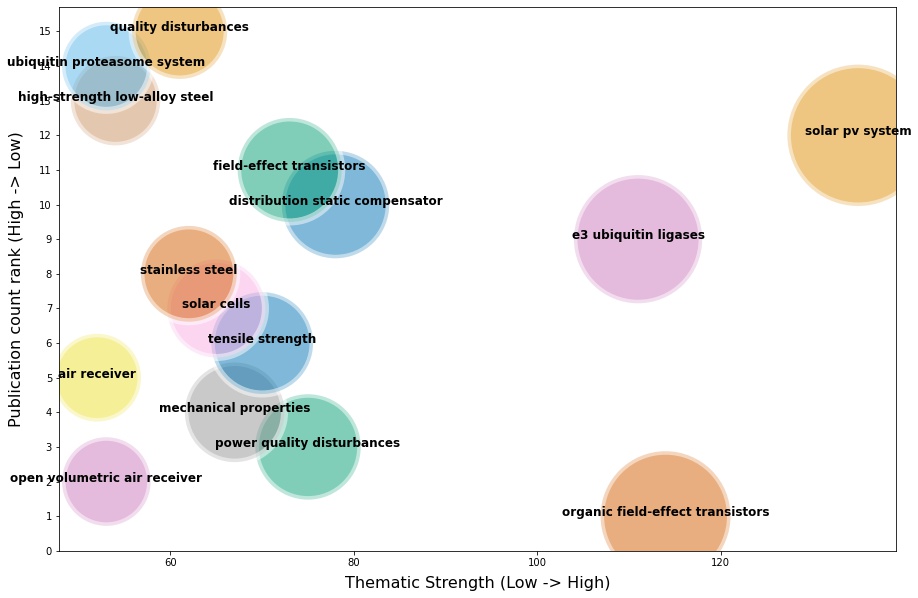 15
quality disturbances
14
ubiquitin proteasome system
13
high-strength low-alloy steel
12
solar pv system
11
field-effect transistors
10
distribution static compensator
9
e3 ubiquitin ligases
8
stainless steel
7
solar cells
6
tensile strength
5
air receiver
4
mechanical properties
3
power quality disturbances
2
open volumetric air receiver
1
organic field-effect transistors
0
60
80
100
120
Publication count rank (High -> Low)
Thematic Strength (Low -> High)